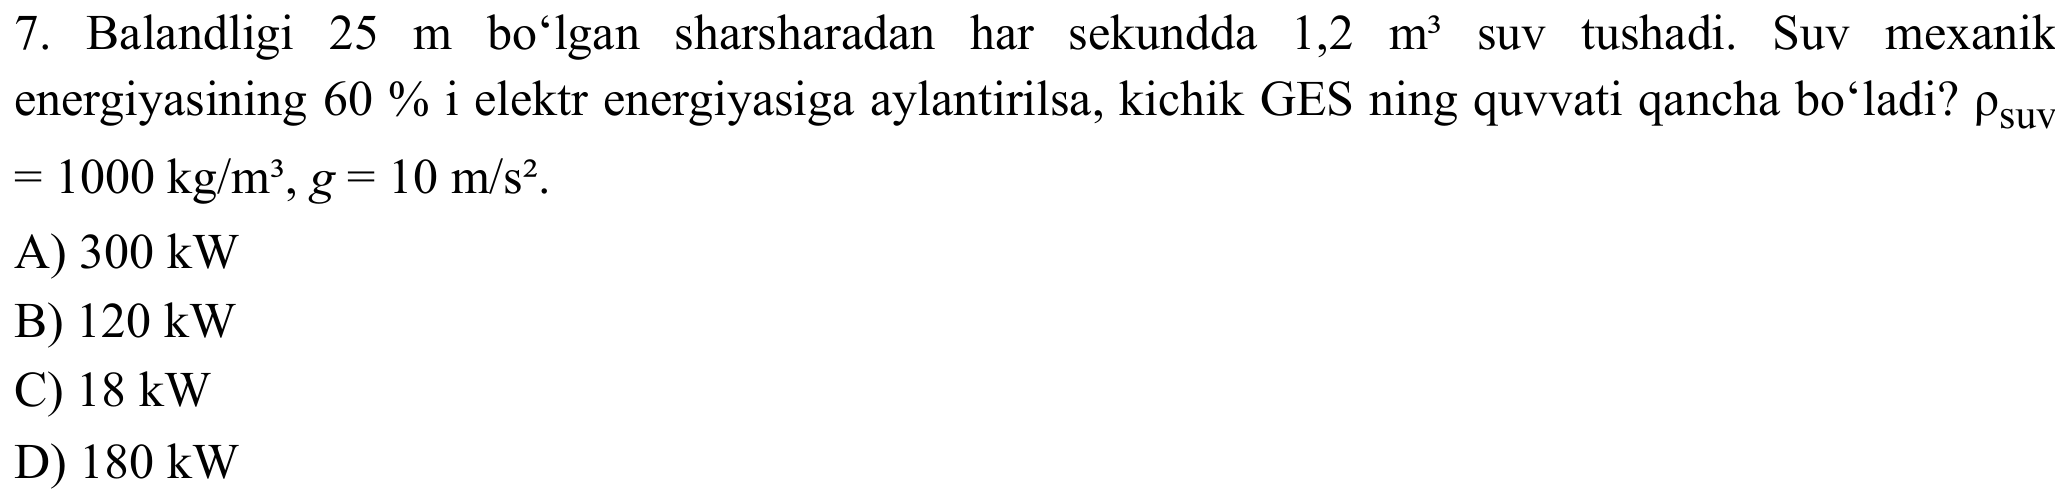 7. Balandligi 25 m bo‘lgan sharsharadan har sekundda 1,2 m³ suv tushadi. Suv mexanik
energiyasining 60 % i elektr energiyasiga aylantirilsa, kichik GES ning quvvati qancha bo‘ladi? ρ_suv
= 1000 kg/m³, g = 10 m/s².
A) 300 kW
B) 120 kW
C) 18 kW
D) 180 kW